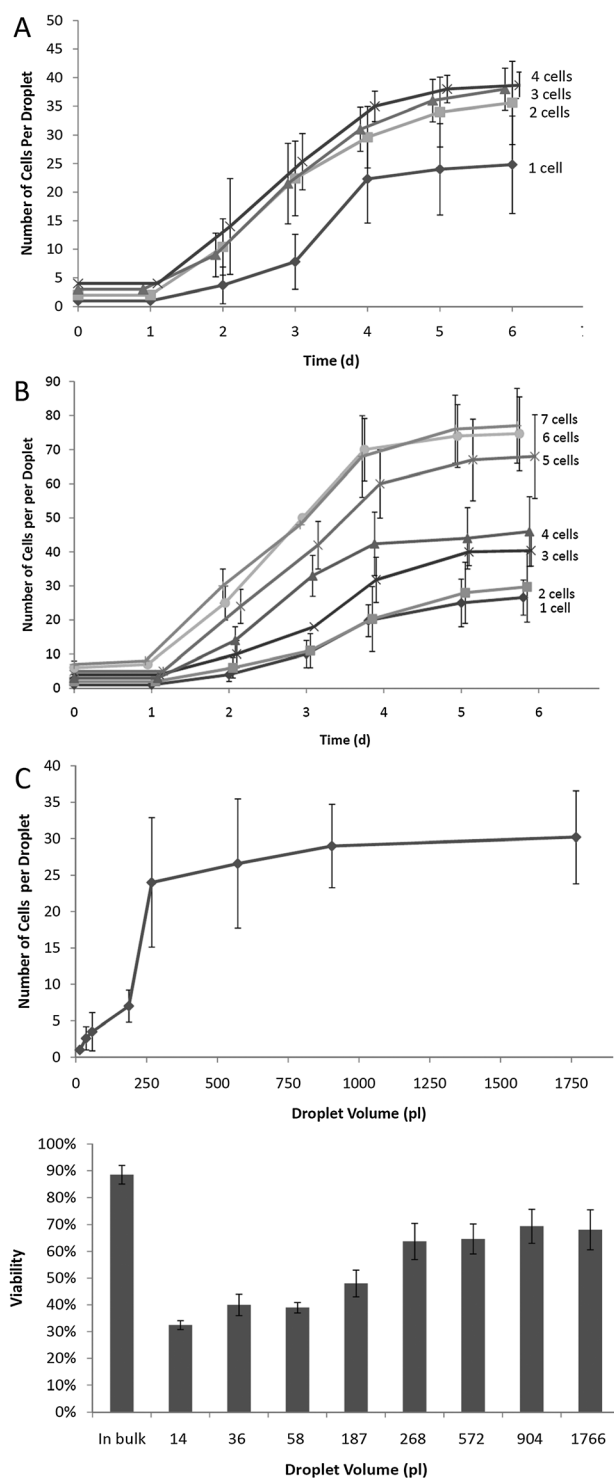 A
50
45
40
35
30
25
20
15
10
5
0
Number of Cells Per Droplet
4 cells
3 cells
2 cells
1 cell
0 1 2 3 4 5 6
Time (d)
B
90
80
70
60
50
40
30
20
10
0
Number of Cells per per Doplet
7 cells
6 cells
5 cells
4 cells
3 cells
2 cells
1 cell
0 1 2 3 4 5 6
Time (d)
C
40
35
30
25
20
15
10
5
0
Number of Cells per Droplet
0 250 500 750 1000 1250 1500 1750
Droplet Volume (pl)
100%
90%
80%
70%
60%
50%
40%
30%
20%
10%
0%
Viability
In bulk 14 36 58 187 268 572 904 1766
Droplet Volume (pl)